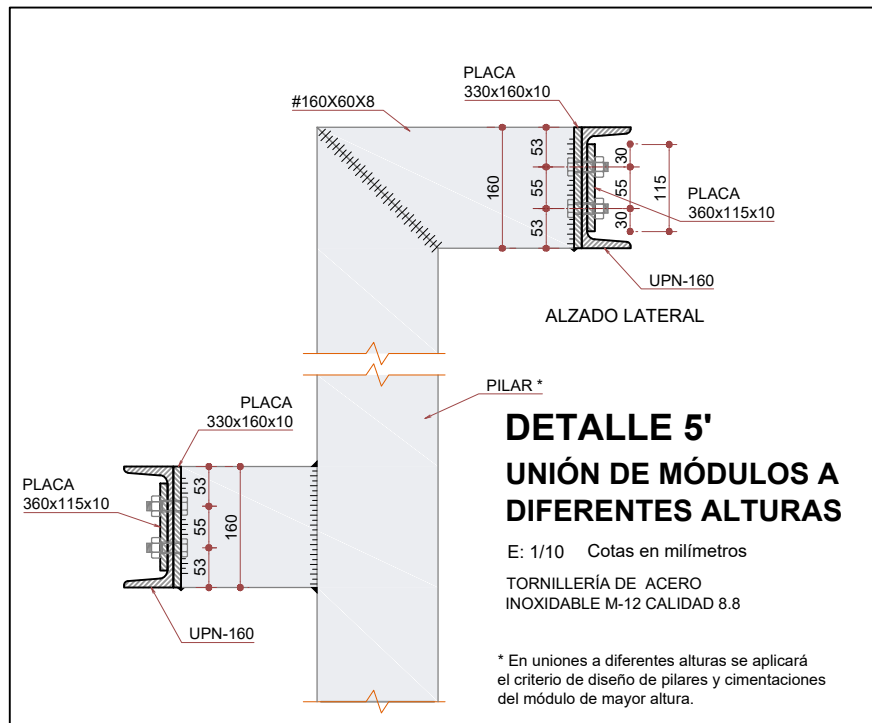 PLACA
330x160x10
#160X60X8
53
55
53
160
30
55
30
115
PLACA
360x115x10
UPN-160
ALZADO LATERAL
PILAR *
PLACA
330x160x10
PLACA
360x115x10
53
55
53
160
UPN-160
DETALLE 5'
UNIÓN DE MÓDULOS A
DIFERENTES ALTURAS
E: 1/10 Cotas en milímetros
TORNILLERÍA DE ACERO
INOXIDABLE M-12 CALIDAD 8.8
* En uniones a diferentes alturas se aplicará
el criterio de diseño de pilares y cimentaciones
del módulo de mayor altura.